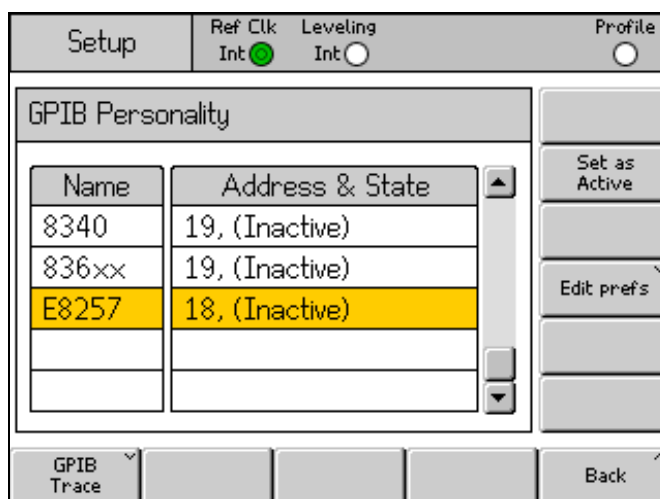 Setup
Ref Clk Leveling Profile
Int Int
GPIB Personality
Name Address & State
8340 19, (Inactive)
836xx 19, (Inactive)
E8257 18, (Inactive)
Set as
Active
Edit prefs
GPIB
Trace
Back